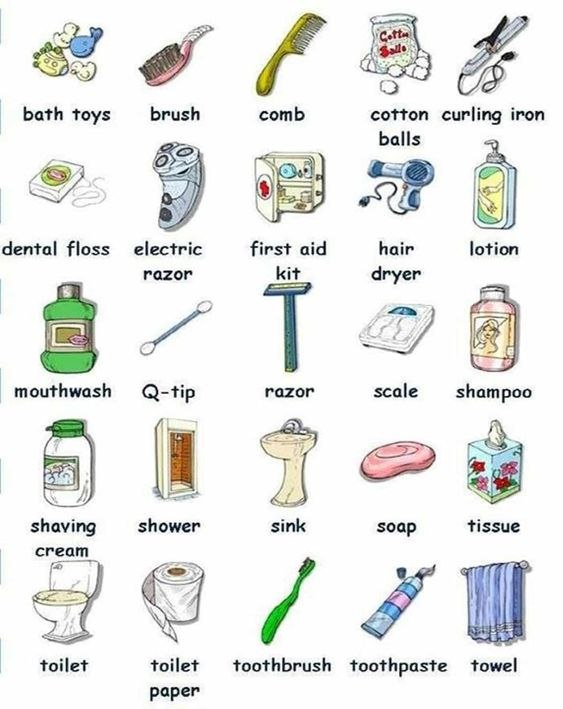 Cotton
Balls
bath toys brush comb cotton curling iron
balls
dental floss electric first aid hair lotion
razor kit dryer
mouthwash Q-tip razor scale shampoo
shaving shower sink soap tissue
cream
toilet toilet toothbrush toothpaste towel
paper